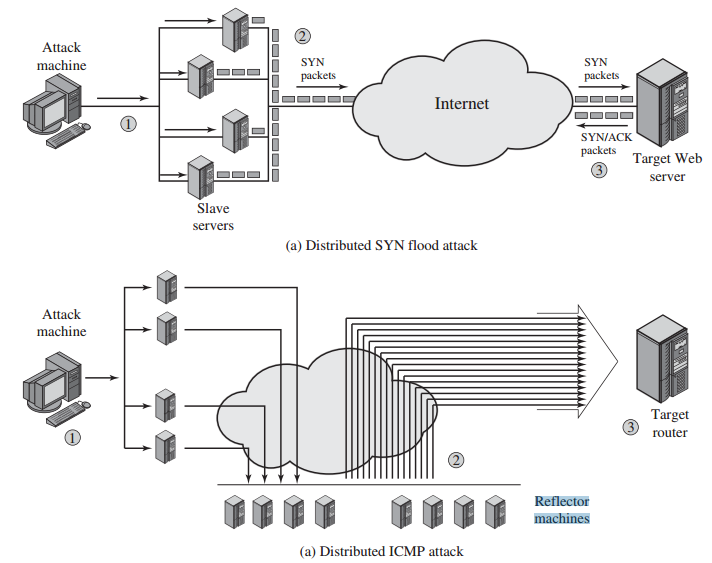 Attack
machine
1
2
SYN
packets
Internet
SYN
packets
SYN/ACK
packets
3
Target Web
server
Slave
servers
(a) Distributed SYN flood attack
Attack
machine
1
2
3
Target
router
Reflector
machines
(a) Distributed ICMP attack